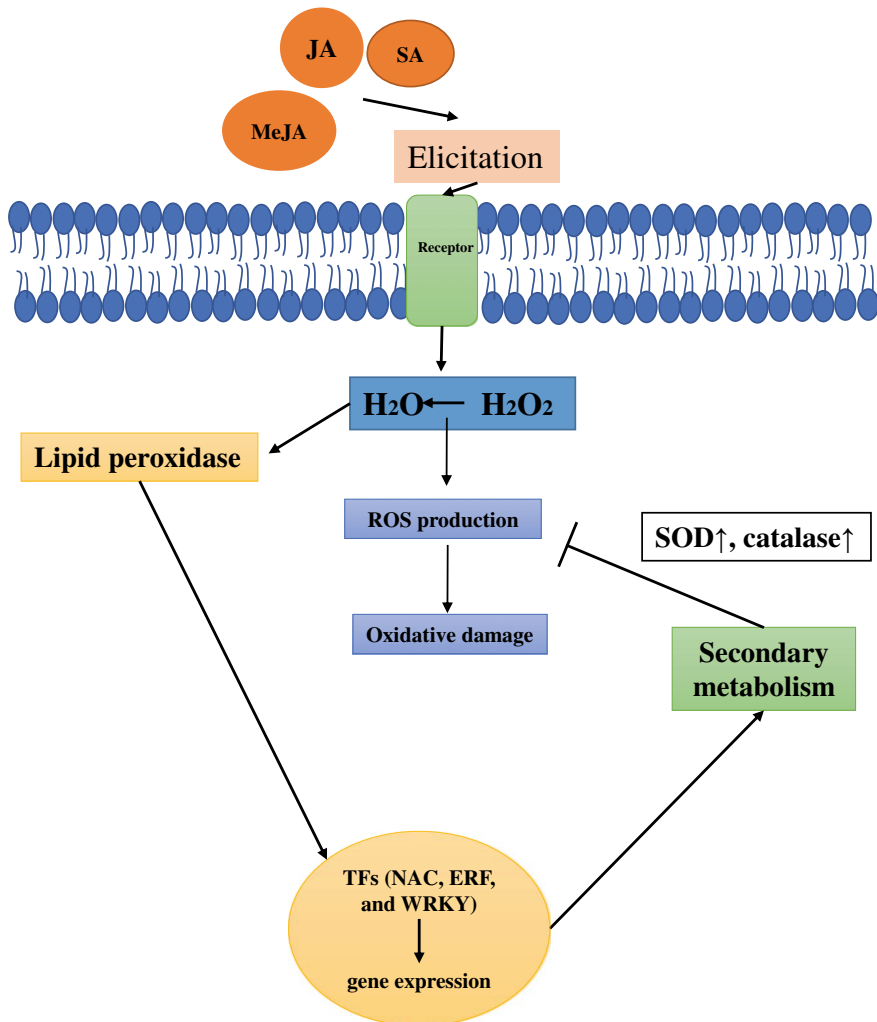 JA
SA
MeJA
Elicitation
Receptor
H₂O H₂O₂
Lipid peroxidase
ROS production
SOD↑, catalase↑
Oxidative damage
Secondary
metabolism
TFs (NAC, ERF,
and WRKY)
gene expression